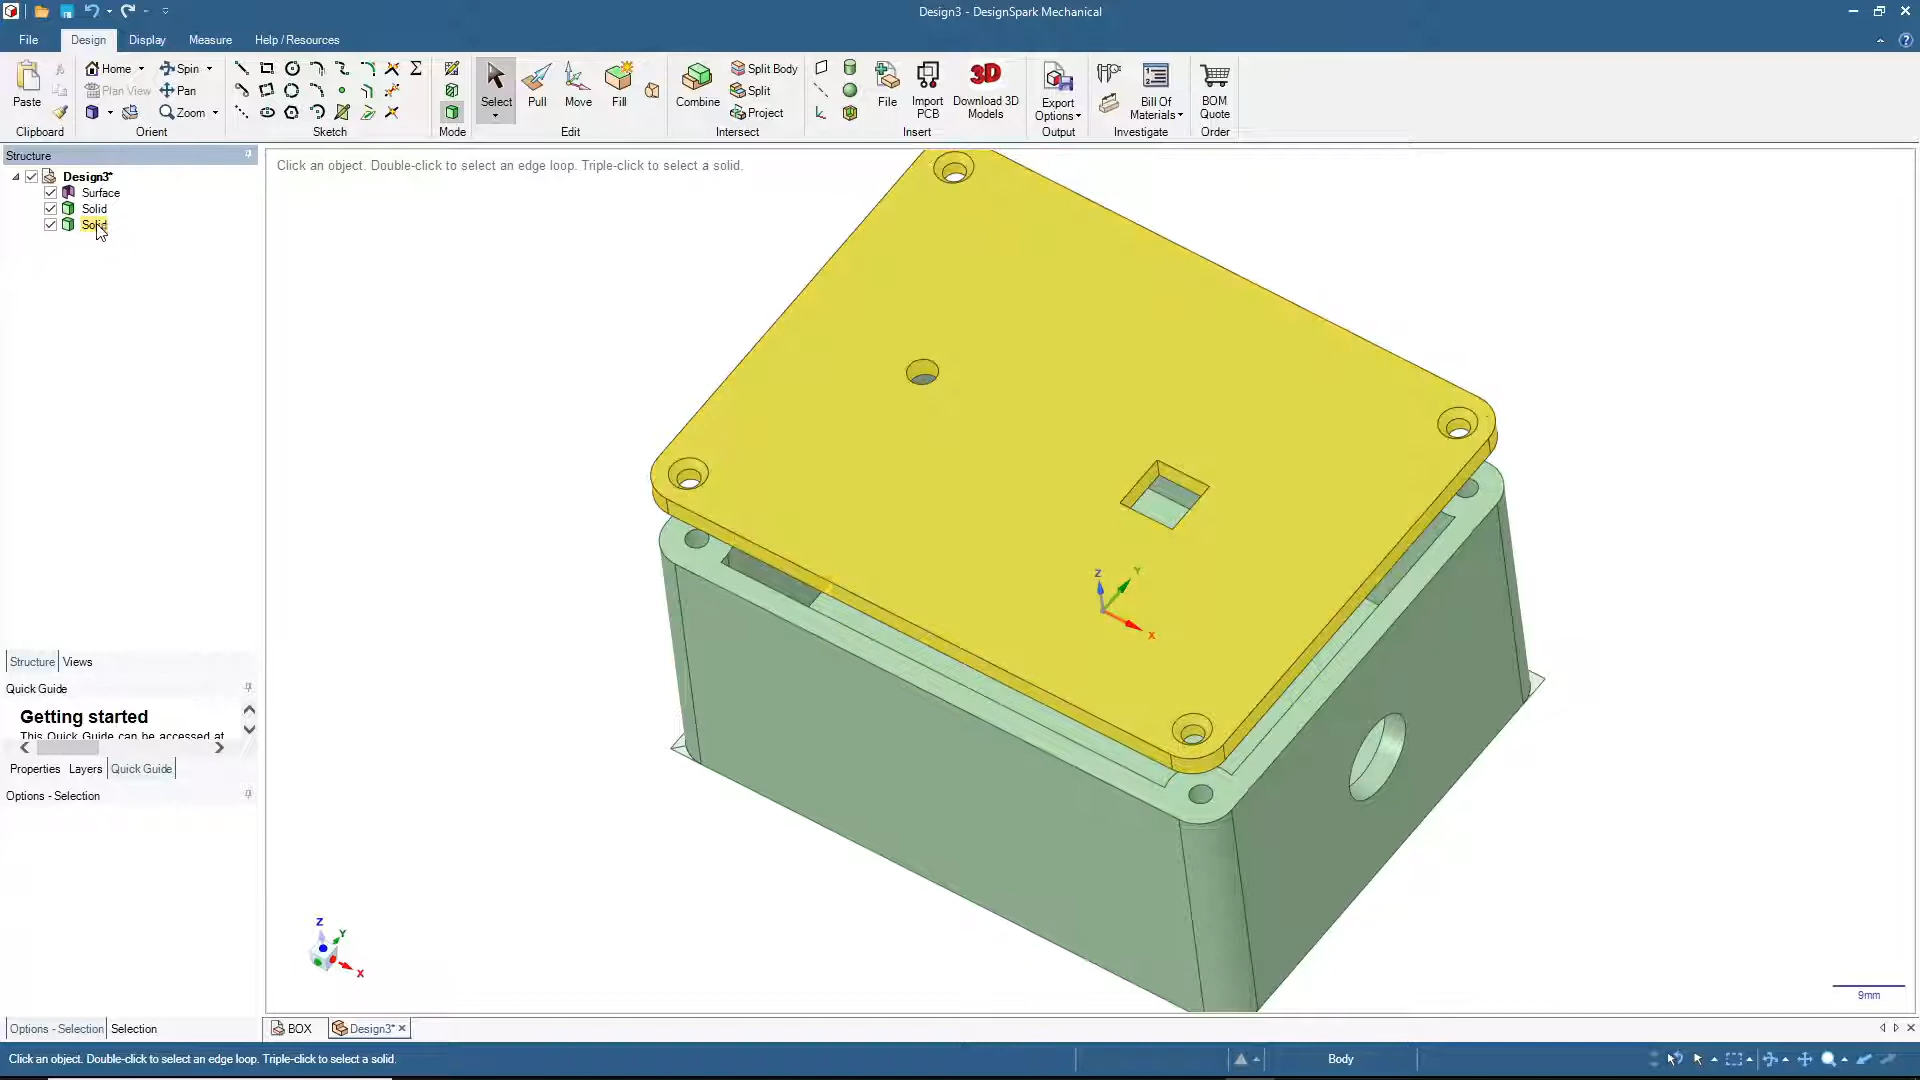 Design3 - DesignSpark Mechanical
File Design Display Measure Help / Resources
Paste
Home
Plan View
Spin
Pan
Zoom
Select
Pull
Move
Fill
Combine
Split Body
Split
Project
File
Import PCB
3D
Download 3D Models
Export Options
Bill Of Materials
BOM Quote
Clipboard Orient Sketch Mode Edit Intersect Insert Output Investigate Order
Structure
Design3*
Surface
Solid
Solid
Click an object. Double-click to select an edge loop. Triple-click to select a solid.
Z
Y
X
Structure Views
Quick Guide
Getting started
This Quick Guide can be accessed at
Properties Layers Quick Guide
Options - Selection
Z
Y
X
9mm
Options - Selection Selection
BOX Design3*
Click an object. Double-click to select an edge loop. Triple-click to select a solid.
Body